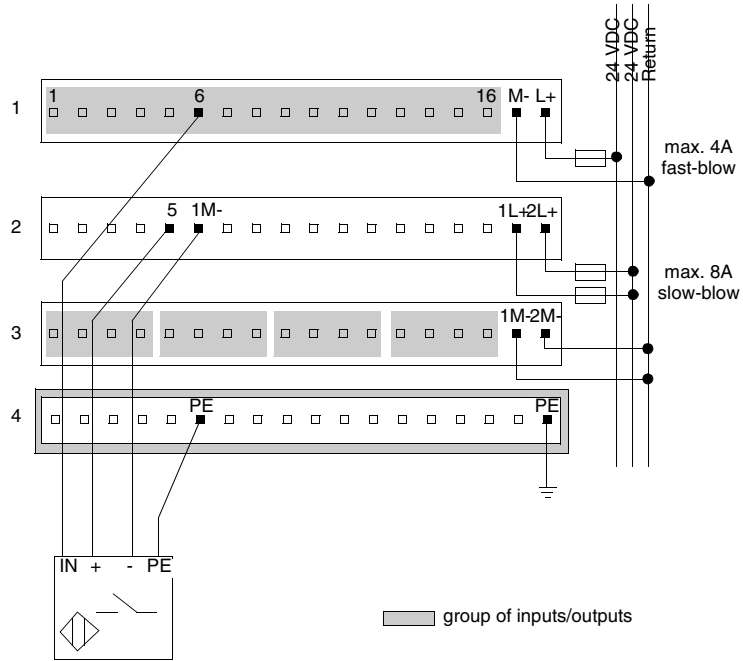 24 VDC
24 VDC
Return
1 6 16 M- L+
1
max. 4A
fast-blow
5 1M- 1L+2L+
2
max. 8A
slow-blow
1M-2M-
3
PE PE
4
IN + - PE
group of inputs/outputs